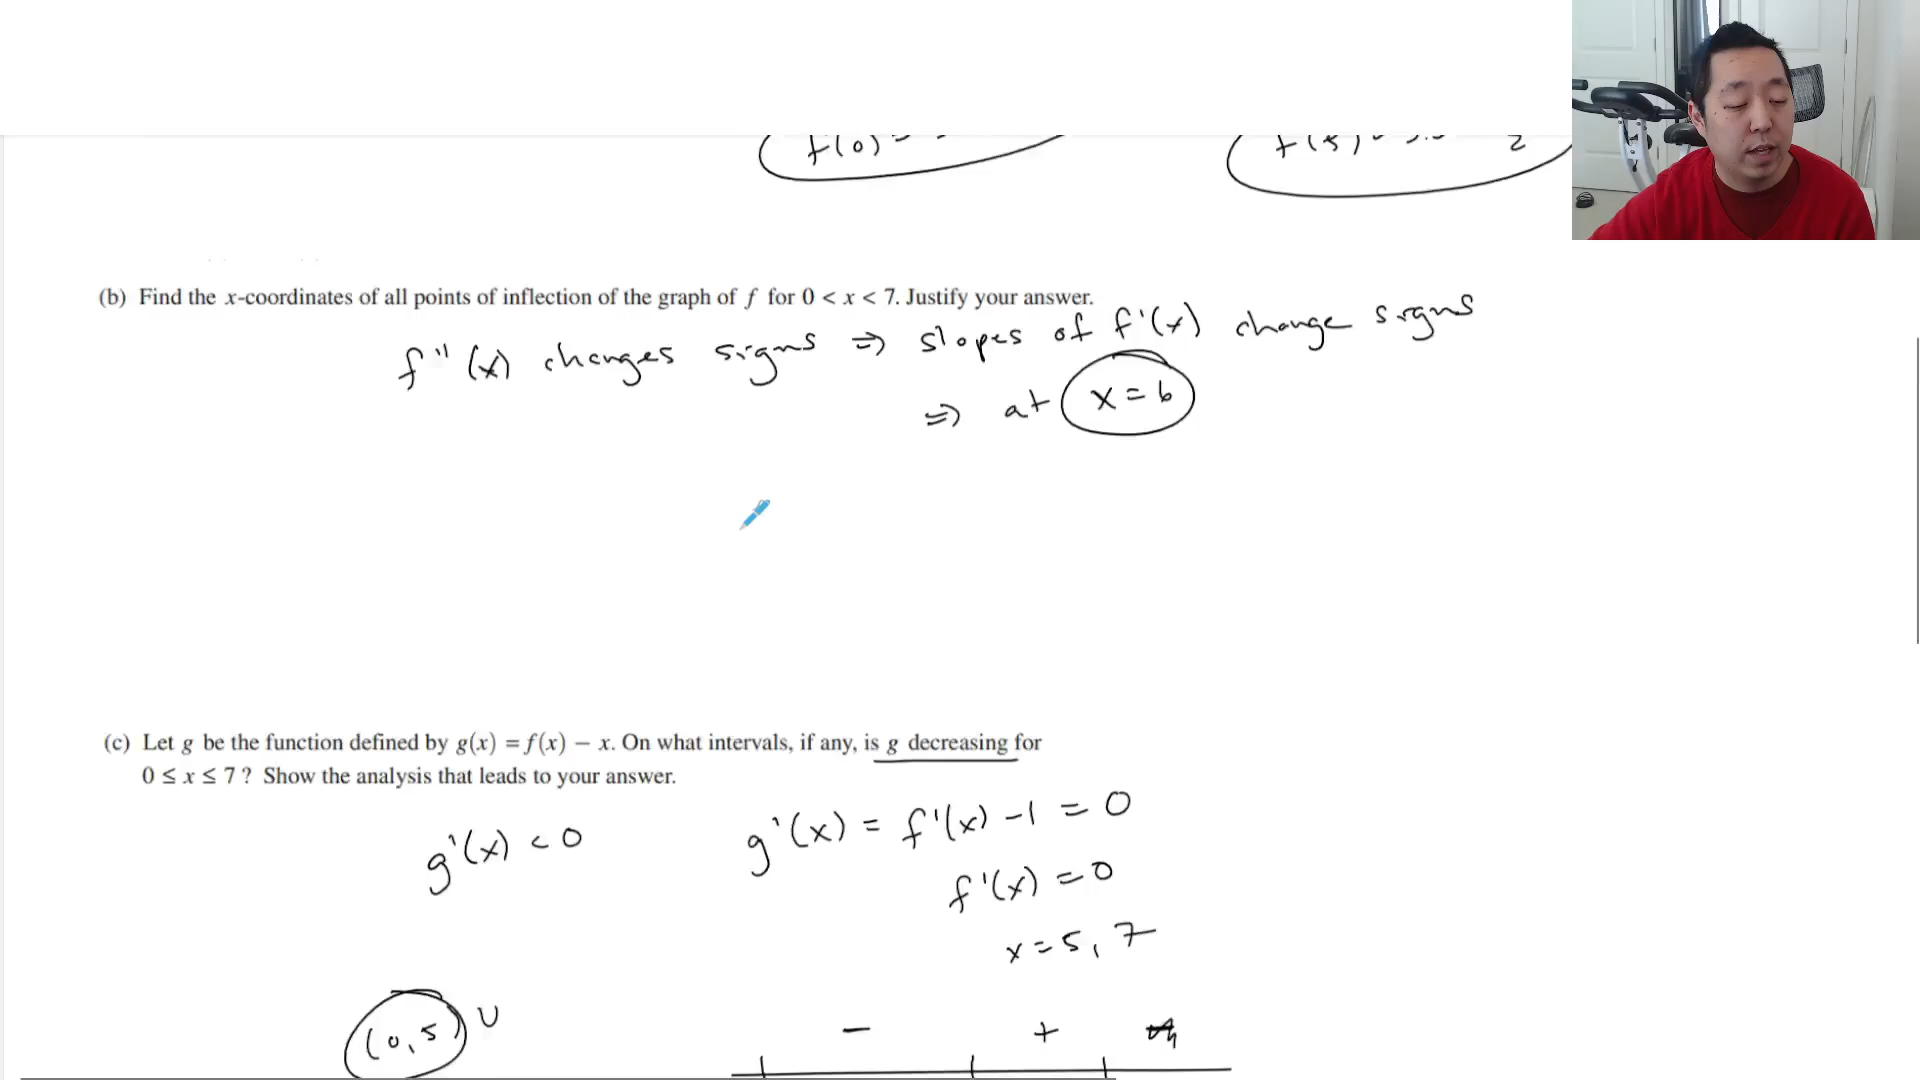 f(0) =
f(5)
2
(b) Find the x-coordinates of all points of inflection of the graph of f for 0 < x < 7. Justify your answer.
f''(x) changes signs ⇒ slopes of f'(x) change signs
⇒ at x=6
(c) Let g be the function defined by g(x) = f(x) − x. On what intervals, if any, is g decreasing for
0 ≤ x ≤ 7 ? Show the analysis that leads to your answer.
g'(x) < 0
g'(x) = f'(x) -1 = 0
f'(x) = 0
x = 5, 7
(0, 5) ∪
− +